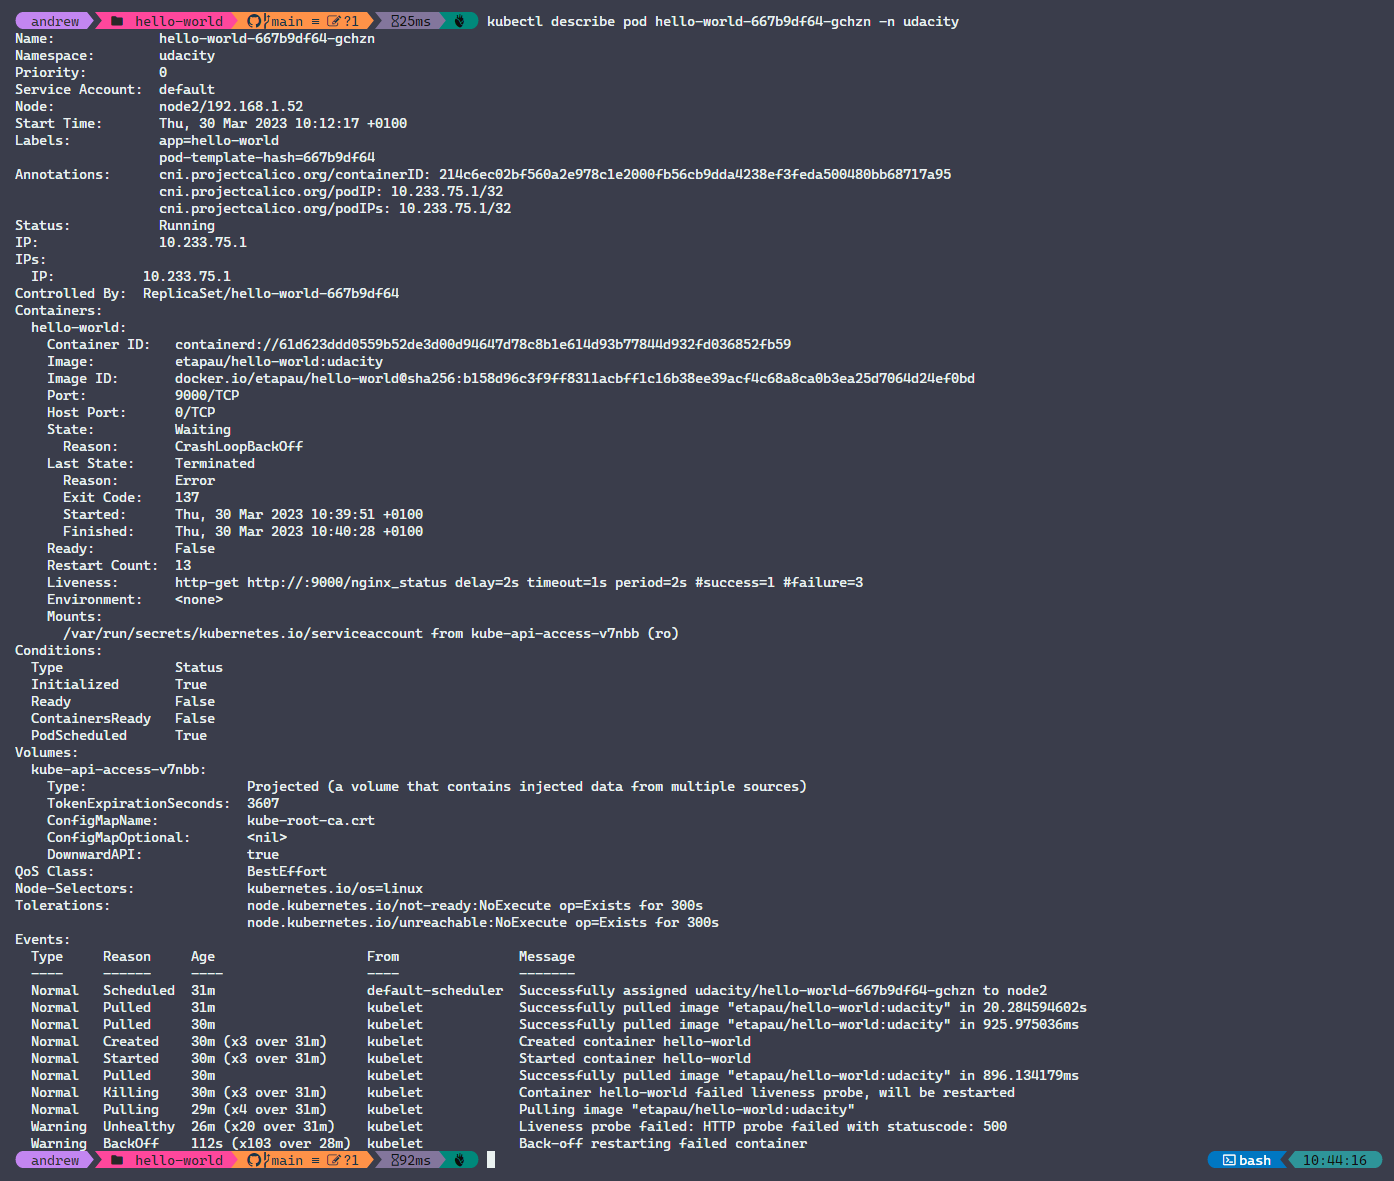 andrew hello-world main ≡ ?1 25ms kubectl describe pod hello-world-667b9df64-gchzn -n udacity
Name: hello-world-667b9df64-gchzn
Namespace: udacity
Priority: 0
Service Account: default
Node: node2/192.168.1.52
Start Time: Thu, 30 Mar 2023 10:12:17 +0100
Labels: app=hello-world
pod-template-hash=667b9df64
Annotations: cni.projectcalico.org/containerID: 214c6ec02bf560a2e978c1e2000fb56cb9dda4238ef3feda500480bb68717a95
cni.projectcalico.org/podIP: 10.233.75.1/32
cni.projectcalico.org/podIPs: 10.233.75.1/32
Status: Running
IP: 10.233.75.1
IPs:
IP: 10.233.75.1
Controlled By: ReplicaSet/hello-world-667b9df64
Containers:
hello-world:
Container ID: containerd://61d623ddd0559b52de3d00d94647d78c8b1e614d93b77844d932fd036852fb59
Image: etapau/hello-world:udacity
Image ID: docker.io/etapau/hello-world@sha256:b158d96c3f9ff8311acbff1c16b38ee39acf4c68a8ca0b3ea25d7064d24ef0bd
Port: 9000/TCP
Host Port: 0/TCP
State: Waiting
Reason: CrashLoopBackOff
Last State: Terminated
Reason: Error
Exit Code: 137
Started: Thu, 30 Mar 2023 10:39:51 +0100
Finished: Thu, 30 Mar 2023 10:40:28 +0100
Ready: False
Restart Count: 13
Liveness: http-get http://:9000/nginx_status delay=2s timeout=1s period=2s #success=1 #failure=3
Environment: <none>
Mounts:
/var/run/secrets/kubernetes.io/serviceaccount from kube-api-access-v7nbb (ro)
Conditions:
Type Status
Initialized True
Ready False
ContainersReady False
PodScheduled True
Volumes:
kube-api-access-v7nbb:
Type: Projected (a volume that contains injected data from multiple sources)
TokenExpirationSeconds: 3607
ConfigMapName: kube-root-ca.crt
ConfigMapOptional: <nil>
DownwardAPI: true
QoS Class: BestEffort
Node-Selectors: kubernetes.io/os=linux
Tolerations: node.kubernetes.io/not-ready:NoExecute op=Exists for 300s
node.kubernetes.io/unreachable:NoExecute op=Exists for 300s
Events:
Type Reason Age From Message
---- ------ ---- ---- -------
Normal Scheduled 31m default-scheduler Successfully assigned udacity/hello-world-667b9df64-gchzn to node2
Normal Pulled 31m kubelet Successfully pulled image "etapau/hello-world:udacity" in 20.284594602s
Normal Pulled 30m kubelet Successfully pulled image "etapau/hello-world:udacity" in 925.975036ms
Normal Created 30m (x3 over 31m) kubelet Created container hello-world
Normal Started 30m (x3 over 31m) kubelet Started container hello-world
Normal Pulled 30m kubelet Successfully pulled image "etapau/hello-world:udacity" in 896.134179ms
Normal Killing 30m (x3 over 31m) kubelet Container hello-world failed liveness probe, will be restarted
Normal Pulling 29m (x4 over 31m) kubelet Pulling image "etapau/hello-world:udacity"
Warning Unhealthy 26m (x20 over 31m) kubelet Liveness probe failed: HTTP probe failed with statuscode: 500
Warning BackOff 112s (x103 over 28m) kubelet Back-off restarting failed container
andrew hello-world main ≡ ?1 92ms bash 10:44:16